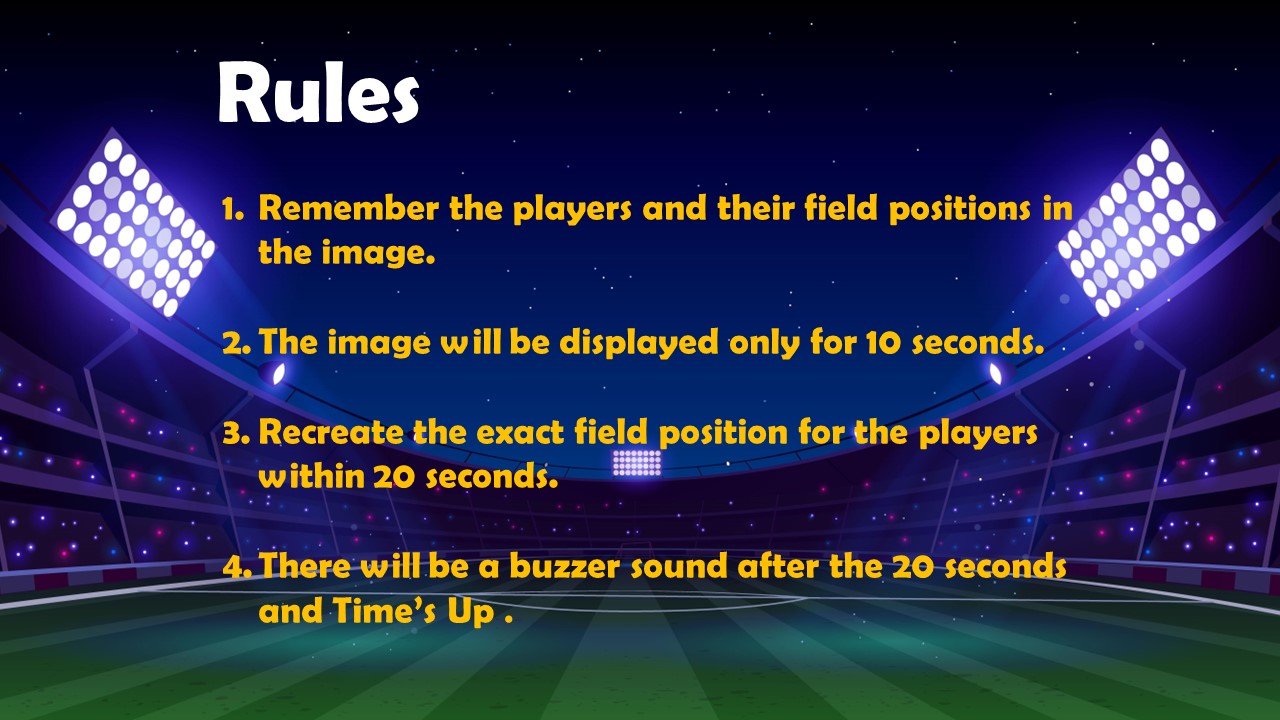 Rules
1. Remember the players and their field positions in
the image.
2. The image will be displayed only for 10 seconds.
3. Recreate the exact field position for the players
within 20 seconds.
4. There will be a buzzer sound after the 20 seconds
and Time’s Up .